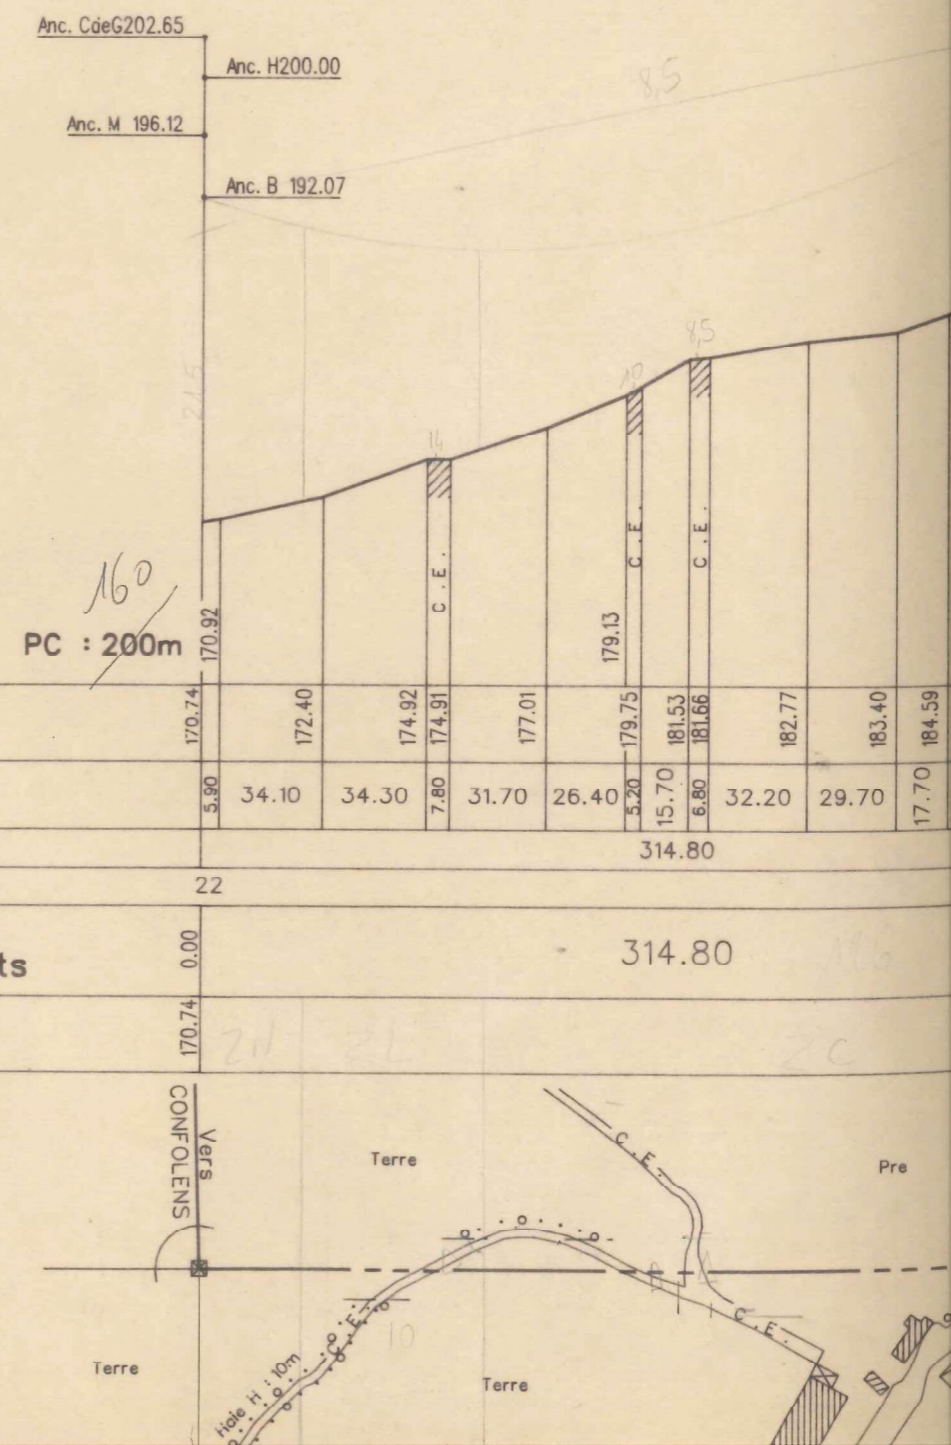 Anc. CdeG202.65
Anc. H200.00
8,5
Anc. M 196.12
Anc. B 192.07
8,5
10
14
C.E.
C.E.
C.E.
160
PC : 200m
170.92
179.13
170.74
172.40
174.92
174.91
177.01
179.75
181.53
181.66
182.77
183.40
184.59
5.90
34.10
34.30
7.80
31.70
26.40
5.20
15.70
6.80
32.20
29.70
17.70
314.80
22
ts
0.00
314.80
170.74
Vers
CONFOLENS
Terre
C.E.
Pre
C.E.
C.E.
10
Terre
Haie H : 10m
Terre